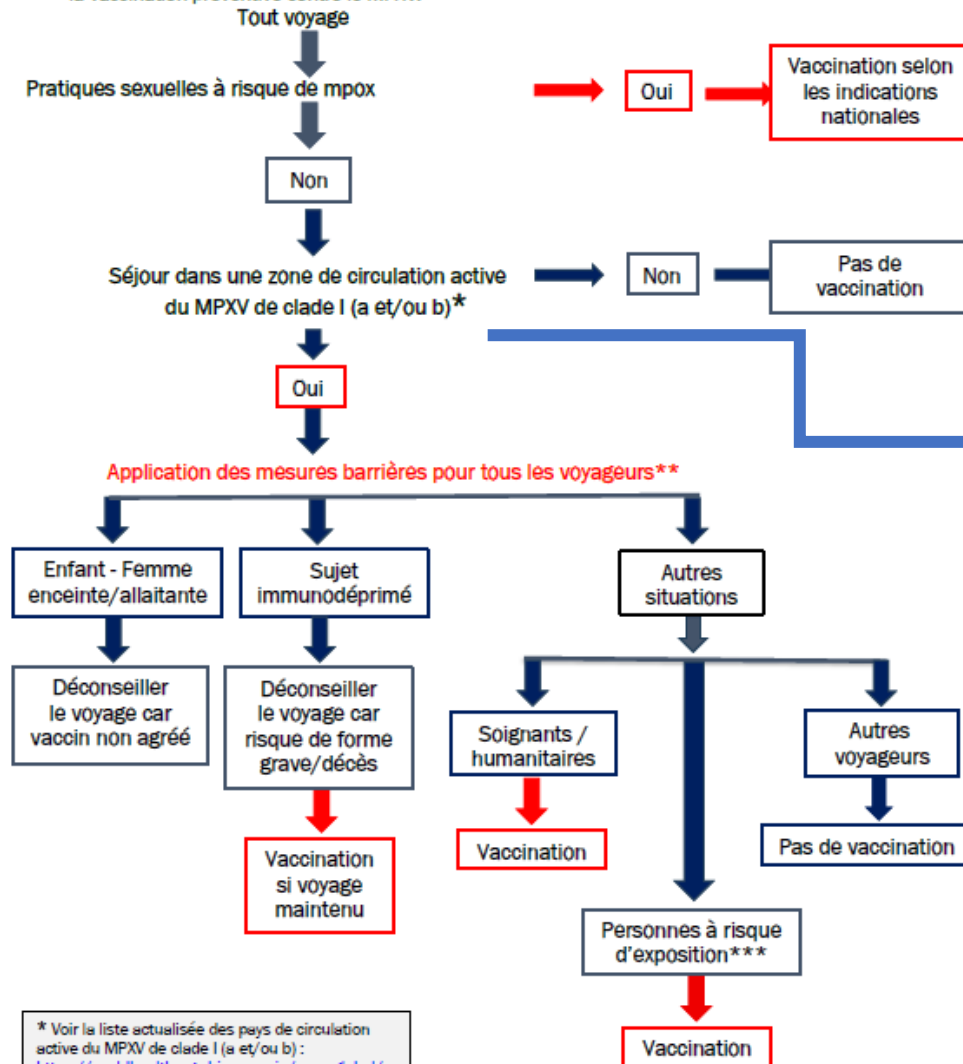 Tout voyage
Pratiques sexuelles à risque de mpox
Oui
Vaccination selon
les indications
nationales
Non
Séjour dans une zone de circulation active
du MPXV de clade I (a et/ou b)*
Non
Pas de
vaccination
Oui
Application des mesures barrières pour tous les voyageurs**
Enfant - Femme
enceinte/allaitante
Sujet
immunodéprimé
Autres
situations
Déconseiller
le voyage car
vaccin non agréé
Déconseiller
le voyage car
risque de forme
grave/décès
Soignants /
humanitaires
Autres
voyageurs
Vaccination
si voyage
maintenu
Vaccination
Pas de vaccination
Personnes à risque
d'exposition***
Vaccination
* Voir la liste actualisée des pays de circulation
active du MPXV de clade I (a et/ou b) :